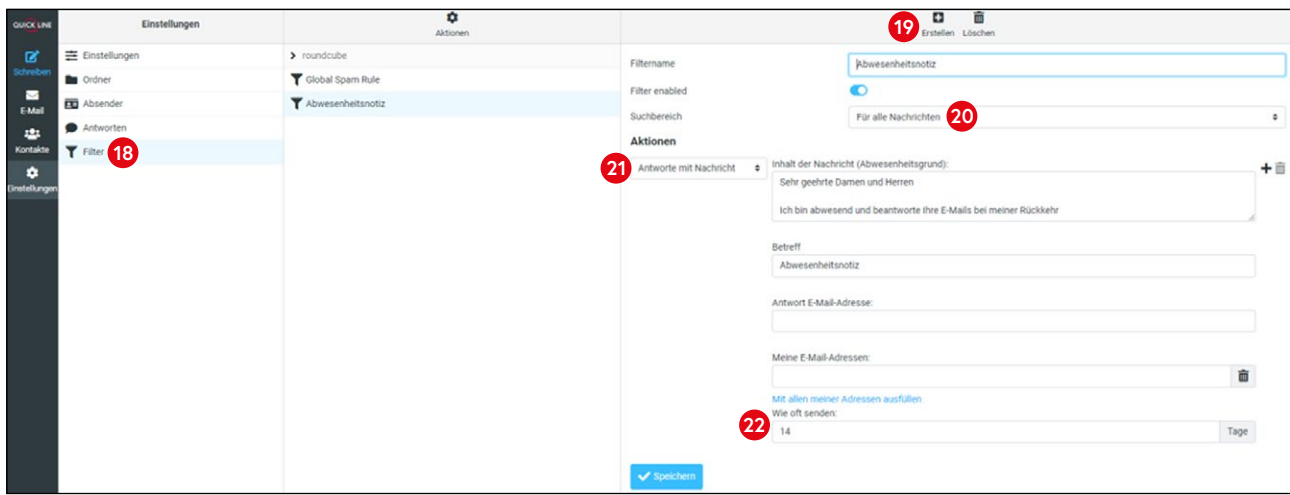 QUICK LINE
Schreiben
E-Mail
Kontakte
Einstellungen
Einstellungen
Einstellungen
Ordner
Absender
Antworten
Filter 18
Aktionen
roundcube
Global Spam Rule
Abwesenheitsnotiz
19 Erstellen Löschen
Filtername Abwesenheitsnotiz
Filter enabled
Suchbereich Für alle Nachrichten 20
Aktionen
21 Antworte mit Nachricht
Inhalt der Nachricht (Abwesenheitsgrund):
Sehr geehrte Damen und Herren
Ich bin abwesend und beantworte Ihre E-Mails bei meiner Rückkehr
Betreff
Abwesenheitsnotiz
Antwort E-Mail-Adresse:
Meine E-Mail-Adressen:
Mit allen meiner Adressen ausfüllen
Wie oft senden:
22 14 Tage
Speichern